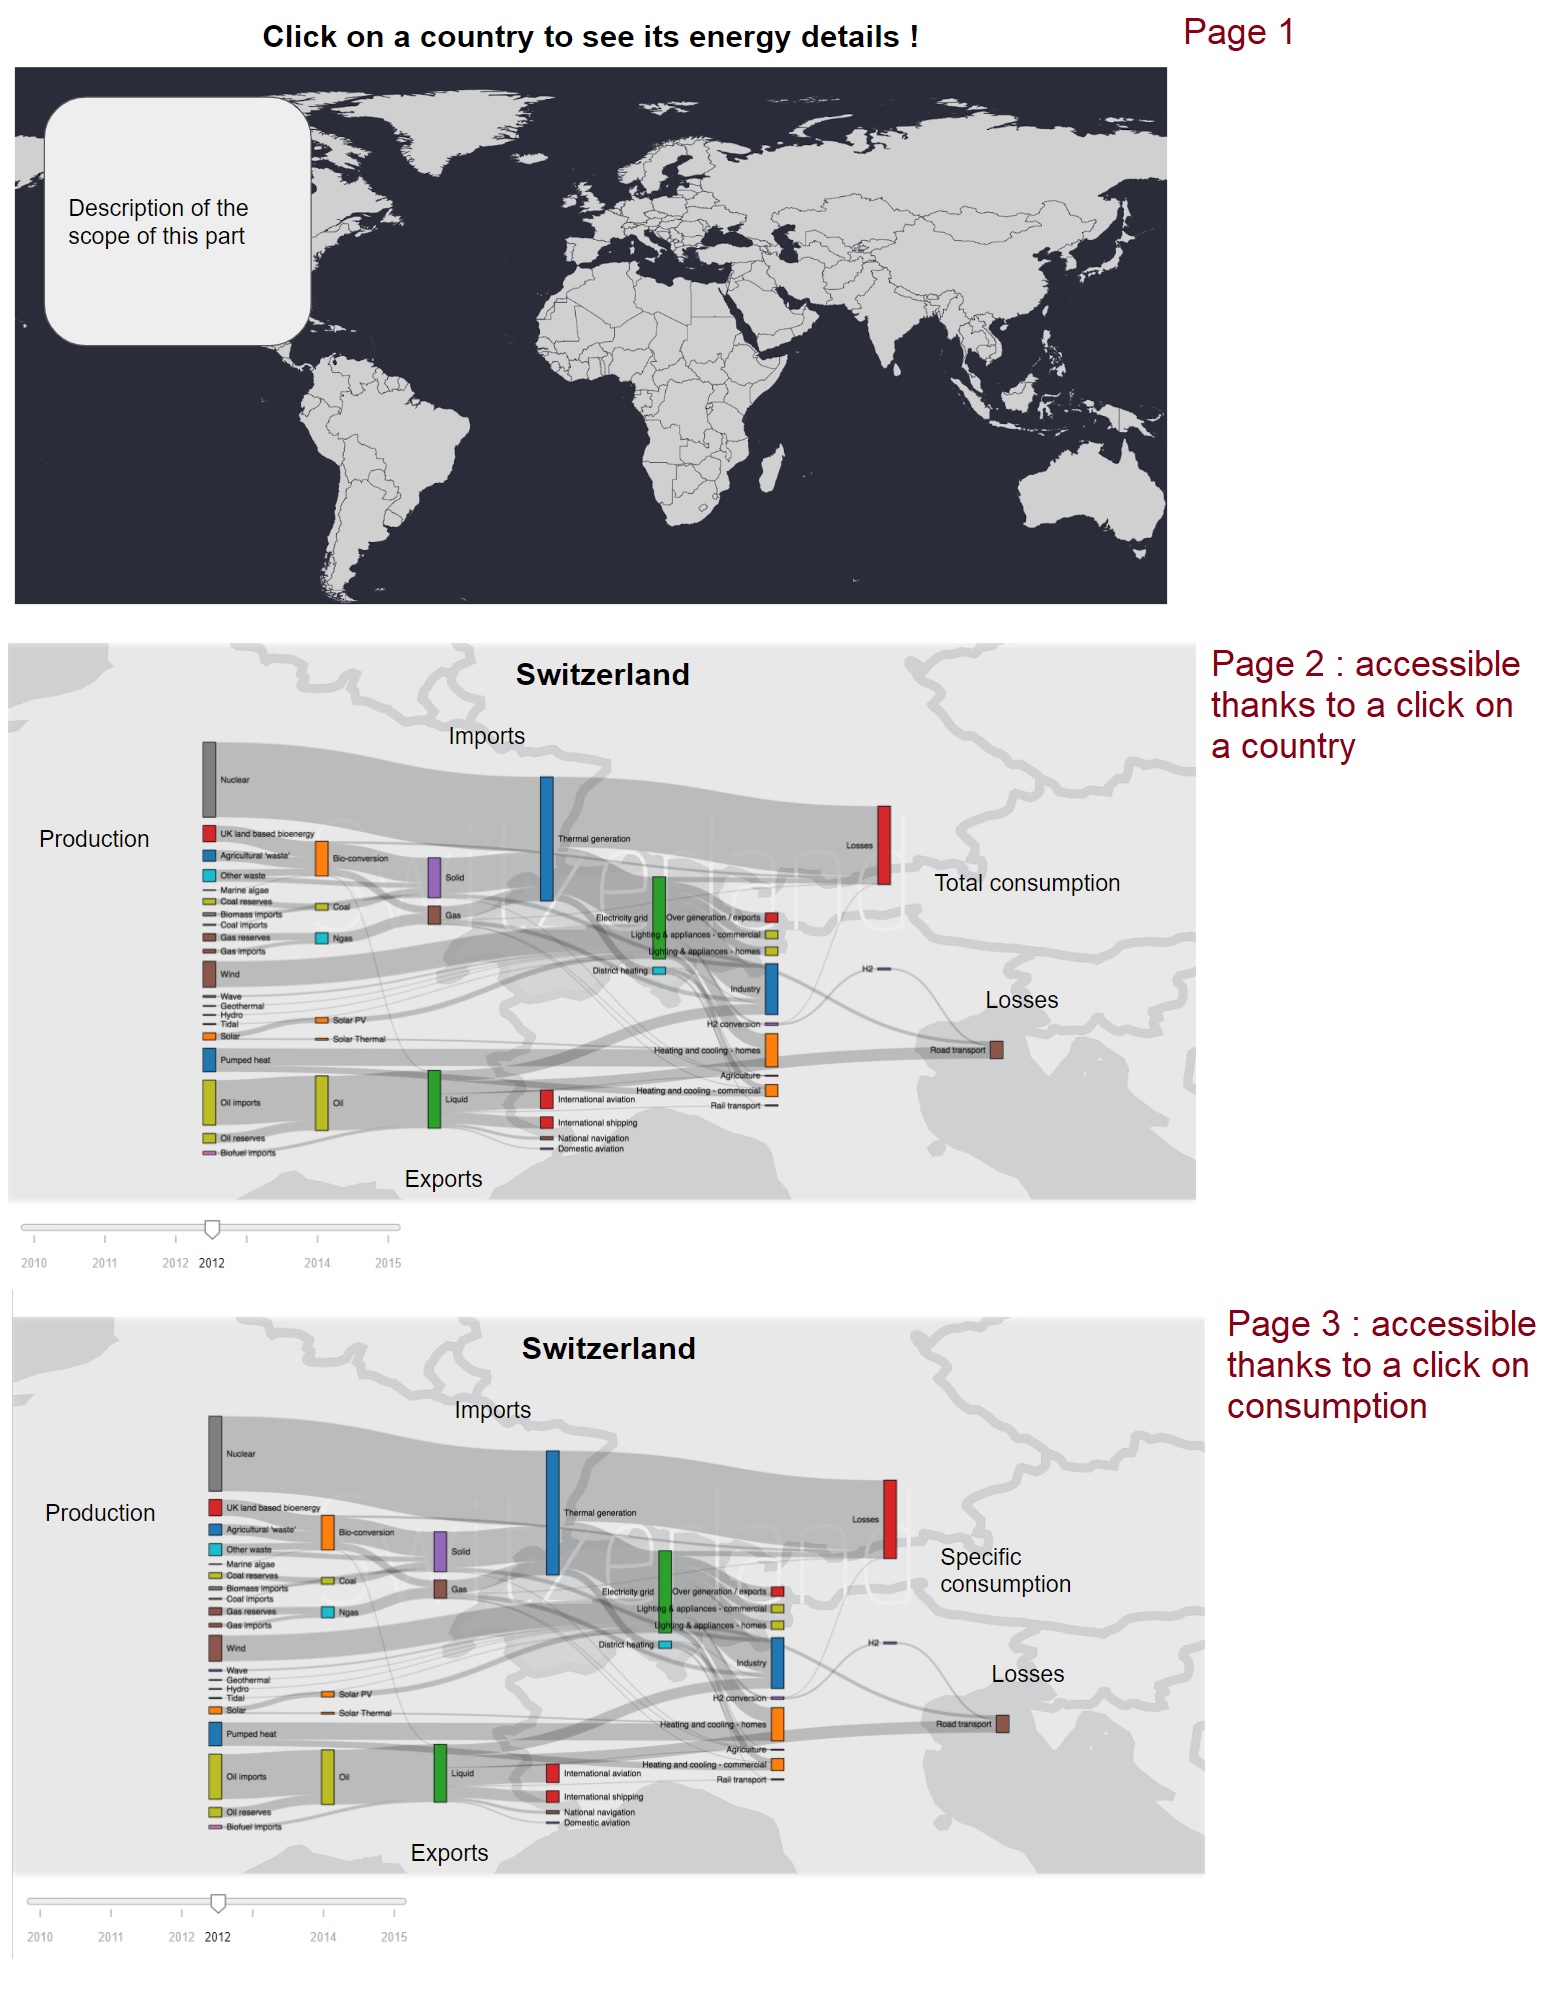 Click on a country to see its energy details !
Page 1
Description of the
scope of this part
Switzerland
Page 2 : accessible
thanks to a click on
a country
Imports
Production
Nuclear
UK land based bioenergy
Agricultural 'waste'
Other waste
Marine algae
Coal reserves
Biomass imports
Coal imports
Gas reserves
Gas imports
Wind
Wave
Geothermal
Hydro
Tidal
Solar
Pumped heat
Oil imports
Oil reserves
Biofuel imports
Bio-conversion
Coal
Ngas
Solar PV
Solar Thermal
Oil
Solid
Gas
Liquid
Switzerland
Thermal generation
International aviation
International shipping
National navigation
Domestic aviation
Electricity grid
District heating
Over generation / exports
Lighting & appliances - commercial
Lighting & appliances - homes
Industry
H2 conversion
Heating and cooling - homes
Agriculture
Heating and cooling - commercial
Rail transport
Losses
H2
Road transport
Total consumption
Losses
Exports
2010 2011 2012 2012 2014 2015
Switzerland
Page 3 : accessible
thanks to a click on
consumption
Imports
Production
Nuclear
UK land based bioenergy
Agricultural 'waste'
Other waste
Marine algae
Coal reserves
Biomass imports
Coal imports
Gas reserves
Gas imports
Wind
Wave
Geothermal
Hydro
Tidal
Solar
Pumped heat
Oil imports
Oil reserves
Biofuel imports
Bio-conversion
Coal
Ngas
Solar PV
Solar Thermal
Oil
Solid
Gas
Liquid
Switzerland
Thermal generation
International aviation
International shipping
National navigation
Domestic aviation
Electricity grid
District heating
Over generation / exports
Lighting & appliances - commercial
Lighting & appliances - homes
Industry
H2 conversion
Heating and cooling - homes
Agriculture
Heating and cooling - commercial
Rail transport
Losses
H2
Road transport
Specific
consumption
Losses
Exports
2010 2011 2012 2012 2014 2015